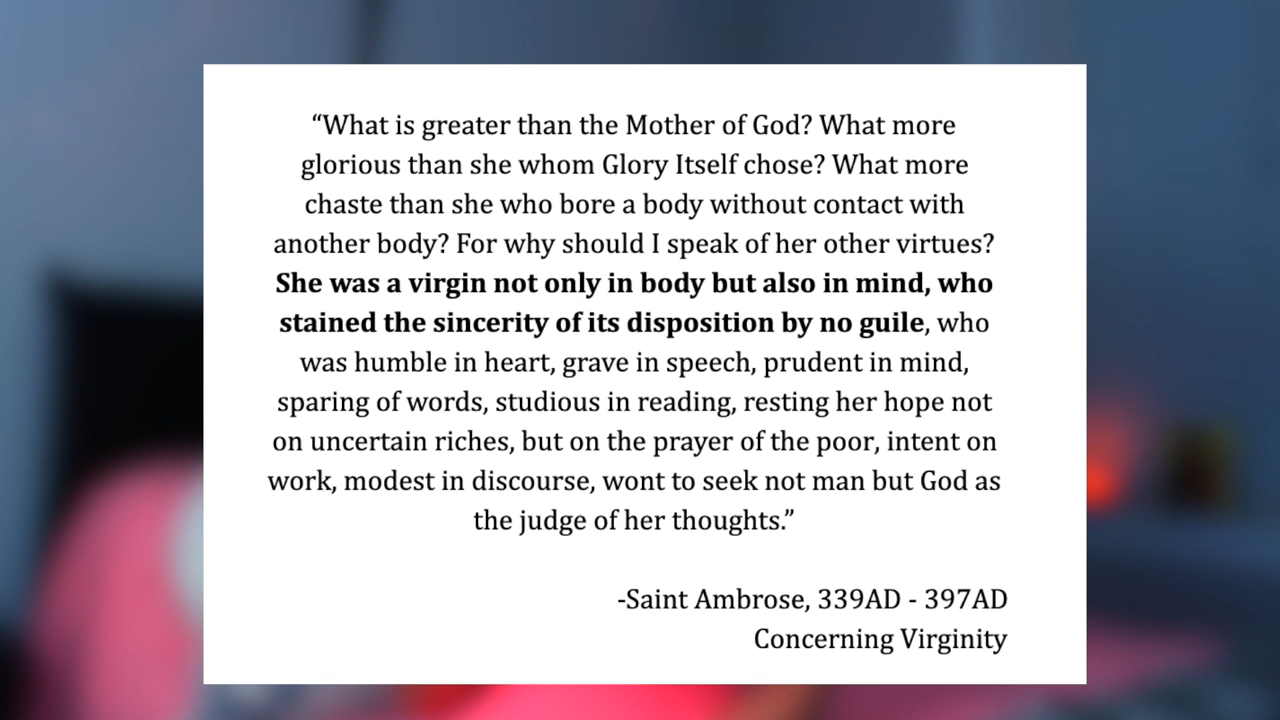 “What is greater than the Mother of God? What more
glorious than she whom Glory Itself chose? What more
chaste than she who bore a body without contact with
another body? For why should I speak of her other virtues?
She was a virgin not only in body but also in mind, who
stained the sincerity of its disposition by no guile, who
was humble in heart, grave in speech, prudent in mind,
sparing of words, studious in reading, resting her hope not
on uncertain riches, but on the prayer of the poor, intent on
work, modest in discourse, wont to seek not man but God as
the judge of her thoughts.”
-Saint Ambrose, 339AD - 397AD
Concerning Virginity